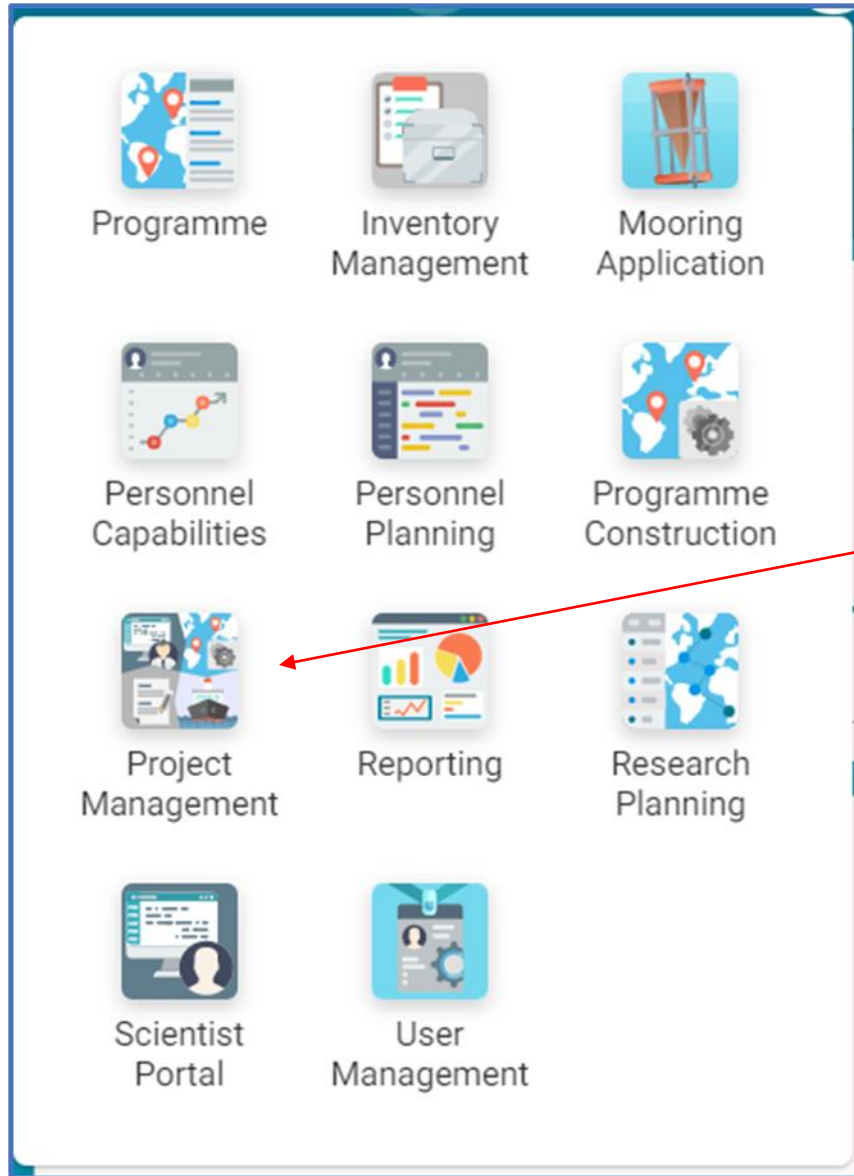 Programme
Inventory
Management
Mooring
Application
Personnel
Capabilities
Personnel
Planning
Programme
Construction
Project
Management
Reporting
Research
Planning
Scientist
Portal
User
Management